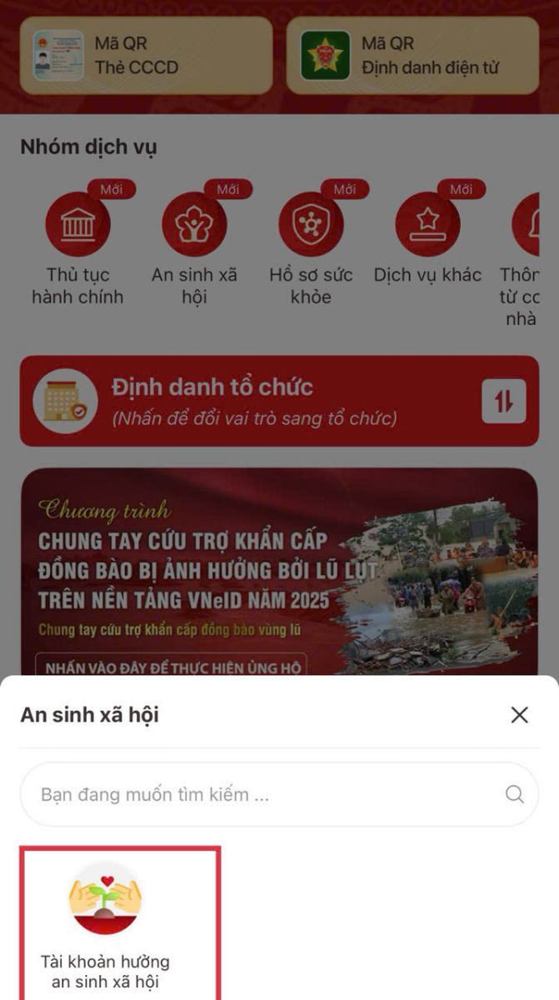 Mã QR
Thẻ CCCD
Mã QR
Định danh điện tử
Nhóm dịch vụ
Mới
Mới
Mới
Mới
Thủ tục
hành chính
An sinh xã
hội
Hồ sơ sức
khỏe
Dịch vụ khác
Thôn
từ cơ
nhà
Định danh tổ chức
(Nhấn để đổi vai trò sang tổ chức)
Chương trình
CHUNG TAY CỨU TRỢ KHẨN CẤP
ĐỒNG BÀO BỊ ẢNH HƯỞNG BỞI LŨ LỤT
TRÊN NỀN TẢNG VNeID NĂM 2025
Chung tay cứu trợ khẩn cấp đồng bào vùng lũ
NHẤN VÀO ĐÂY ĐỂ THỰC HIỆN ỦNG HỘ
An sinh xã hội
Bạn đang muốn tìm kiếm ...
Tài khoản hưởng
an sinh xã hội